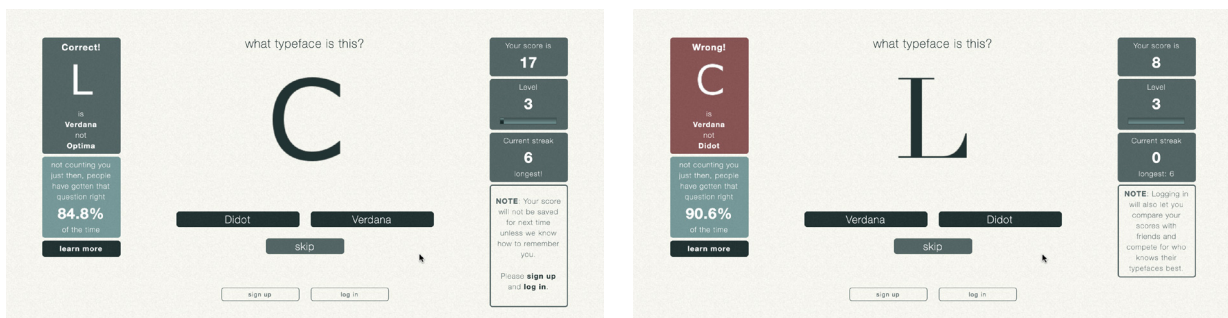 Correct!
L
is
Verdana
not
Optima
not counting you
just then, people
have gotten that
question right
84.8%
of the time
learn more
what typeface is this?
C
Didot
Verdana
skip
sign up
log in
Your score is
17
Level
3
Current streak
6
longest!
NOTE: Your score
will not be saved
for next time
unless we know
how to remember
you.
Please sign up
and log in.
Wrong!
C
is
Verdana
not
Didot
not counting you
just then, people
have gotten that
question right
90.6%
of the time
learn more
what typeface is this?
L
Verdana
Didot
skip
sign up
log in
Your score is
8
Level
3
Current streak
0
longest: 6
NOTE: Logging in
will also let you
compare your
scores with
friends and
compete for who
knows their
typefaces best.